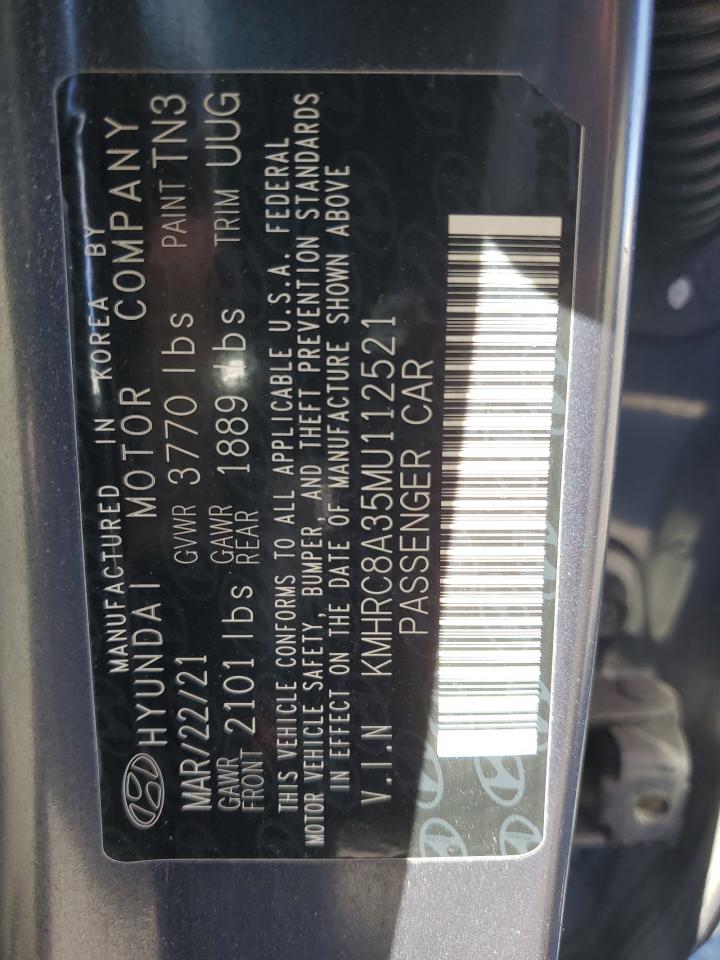 MANUFACTURED IN KOREA BY
HYUNDAI MOTOR COMPANY
MAR/22/21 GVWR 3770 lbs PAINT TN3
GAWR FRONT 2101 lbs GAWR REAR 1889 lbs TRIM UUG
THIS VEHICLE CONFORMS TO ALL APPLICABLE U.S.A. FEDERAL
MOTOR VEHICLE SAFETY, BUMPER, AND THEFT PREVENTION STANDARDS
IN EFFECT ON THE DATE OF MANUFACTURE SHOWN ABOVE
V.I.N KMHRC8A35MU112521
PASSENGER CAR